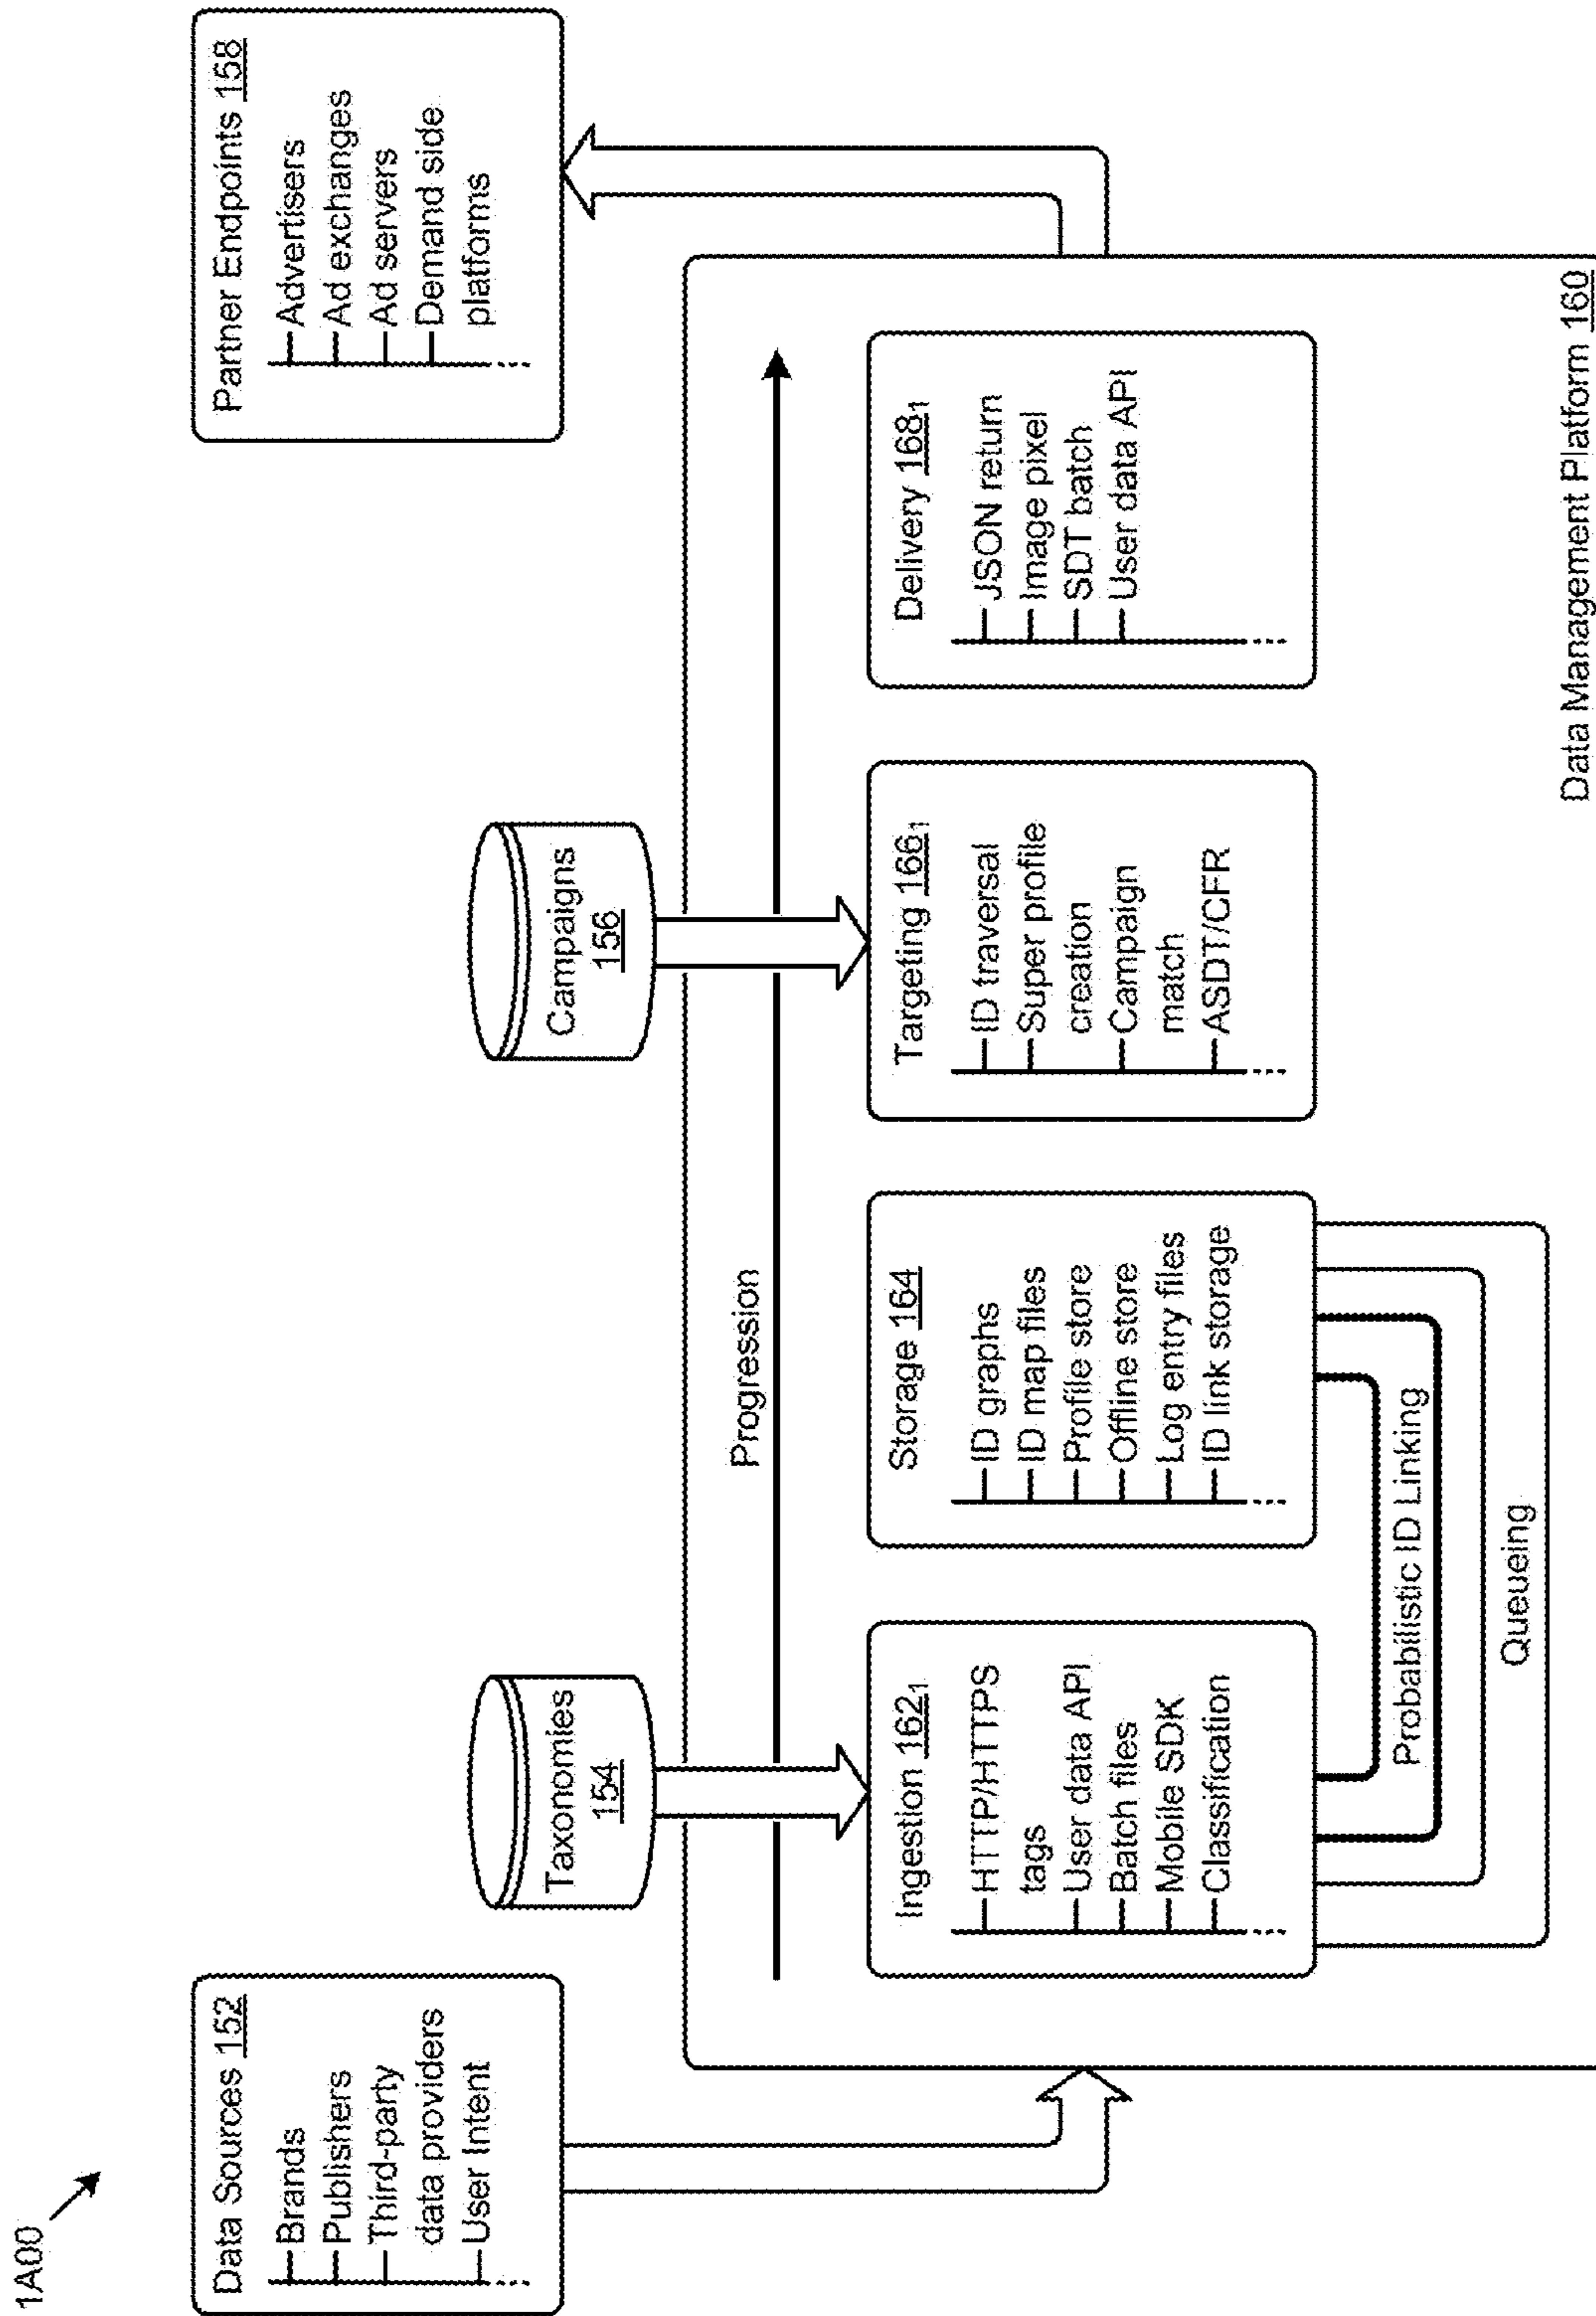 1A00
Data Sources 152
Brands
Publishers
Third-party
data providers
User Intent
Taxonomies
154
Campaigns
156
Partner Endpoints 158
Advertisers
Ad exchanges
Ad servers
Demand side
platforms
Progression
Ingestion 162₁
HTTP/HTTPS
tags
User data API
Batch files
Mobile SDK
Classification
Storage 164
ID graphs
ID map files
Profile store
Offline store
Log entry files
ID link storage
Targeting 166₁
ID traversal
Super profile
creation
Campaign
match
ASDT/CFR
Delivery 168₁
JSON return
Image pixel
SDT batch
User data API
Probabilistic ID Linking
Queueing
Data Management Platform 160